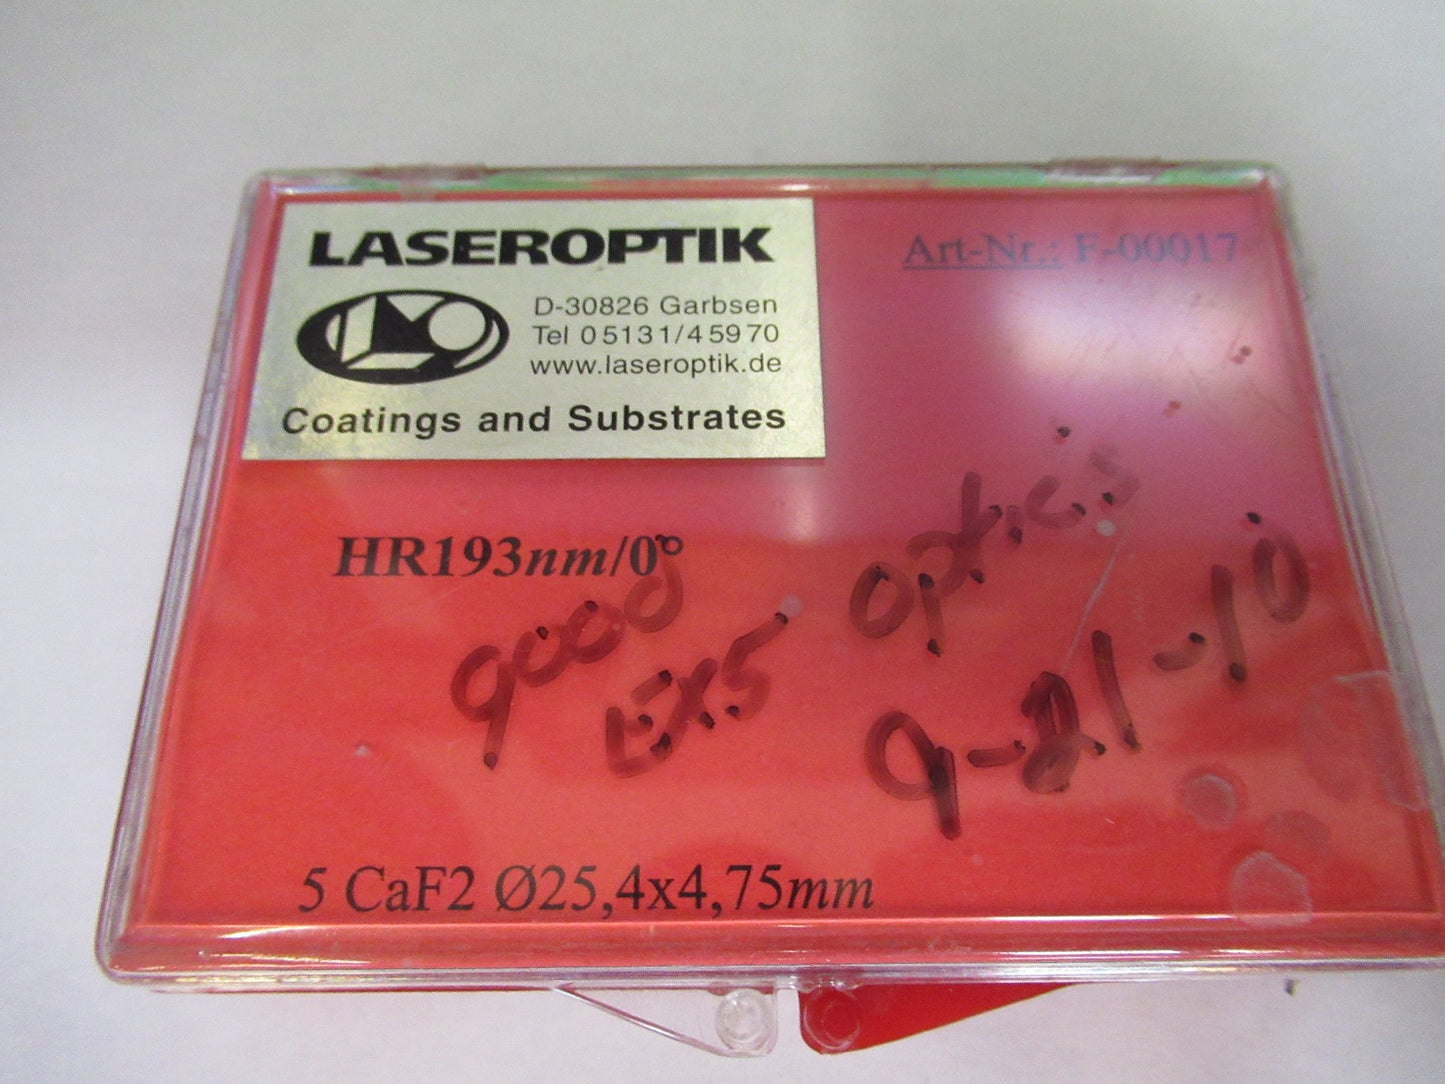 LASEROPTIK
D-30826 Garbsen
Tel 05131/45970
www.laseroptik.de
Coatings and Substrates
Art-Nr.: F-00017
HR193nm/0°
good optics
EX5 9-21-10
5 CaF2 Ø25,4x4,75mm